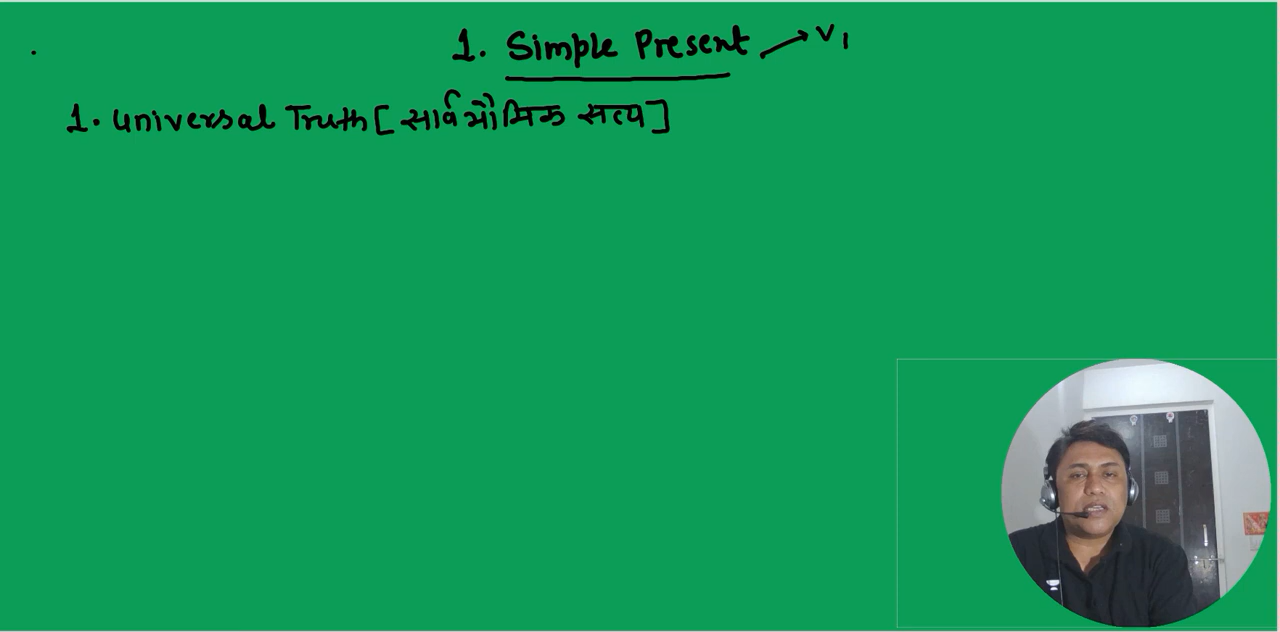 1. Simple Present → V1
1. Universal Truth [सार्वभौमिक सत्य]